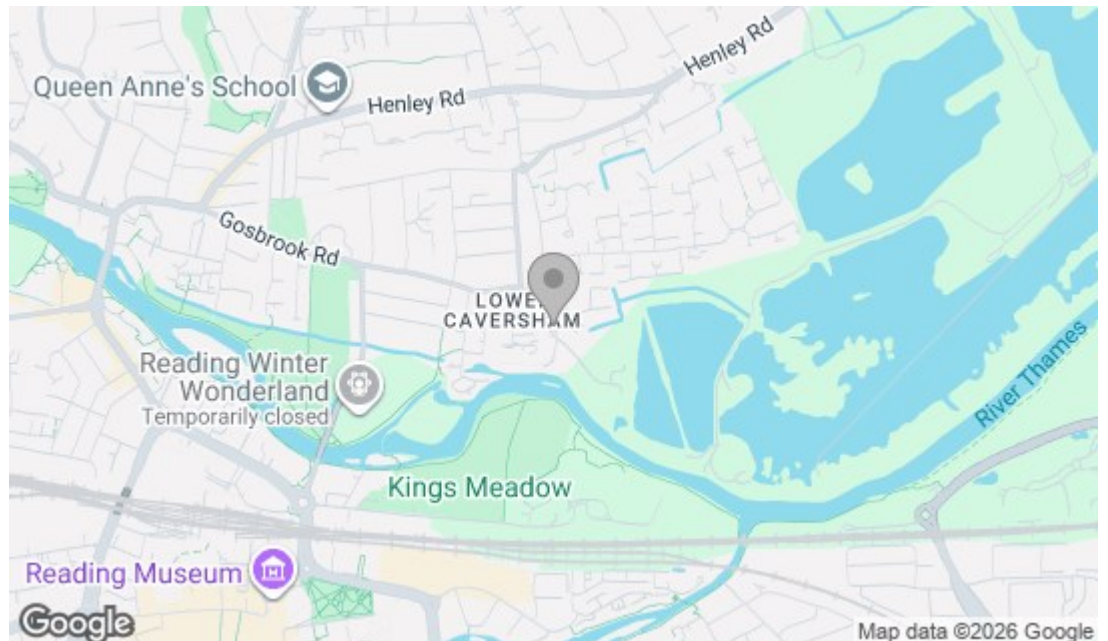 Henley Rd
Queen Anne's School
Henley Rd
Gosbrook Rd
LOWER
CAVERSHAM
Reading Winter
Wonderland
Temporarily closed
River Thames
Kings Meadow
Reading Museum
Google
Map data ©2026 Google